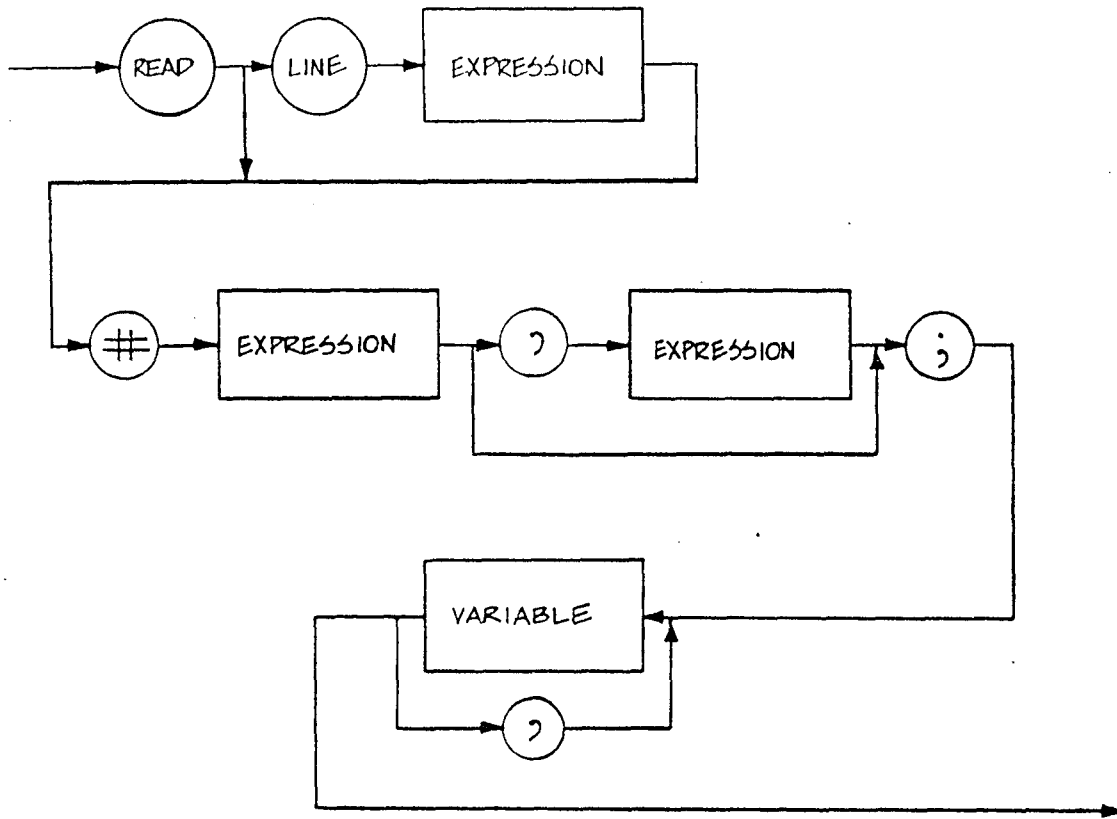 READ LINE EXPRESSION
# EXPRESSION , EXPRESSION ;
VARIABLE
,